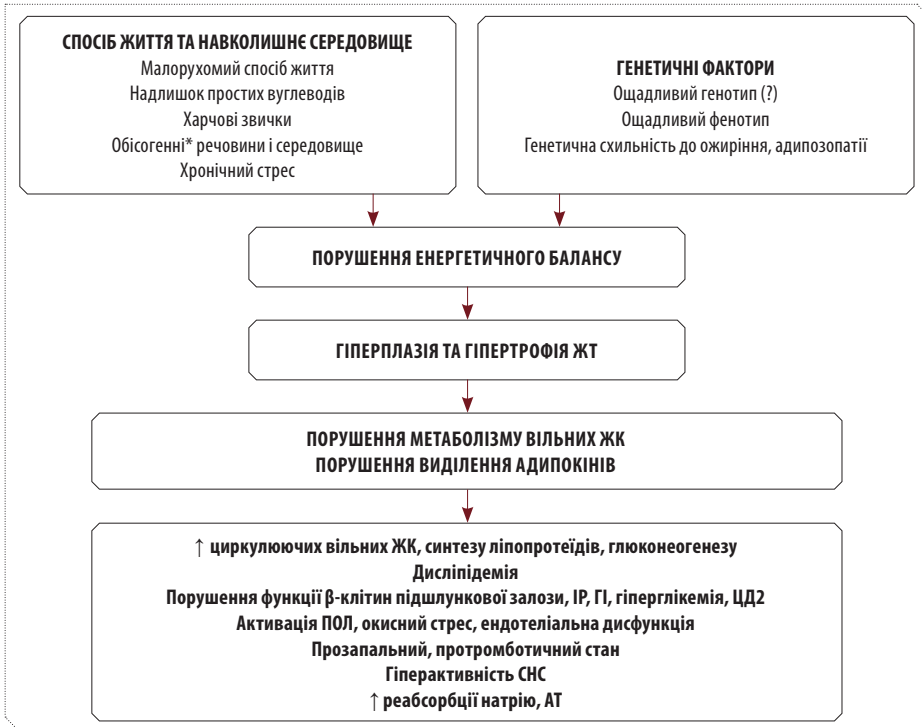 СПОСІБ ЖИТТЯ ТА НАВКОЛИШНЄ СЕРЕДОВИЩЕ
Малорухомий спосіб життя
Надлишок простих вуглеводів
Харчові звички
Обісогенні* речовини і середовище
Хронічний стрес
ГЕНЕТИЧНІ ФАКТОРИ
Ощадливий генотип (?)
Ощадливий фенотип
Генетична схильність до ожиріння, адипозопатії
ПОРУШЕННЯ ЕНЕРГЕТИЧНОГО БАЛАНСУ
ГІПЕРПЛАЗІЯ ТА ГІПЕРТРОФІЯ ЖТ
ПОРУШЕННЯ МЕТАБОЛІЗМУ ВІЛЬНИХ ЖК
ПОРУШЕННЯ ВИДІЛЕННЯ АДИПОКІНІВ
↑ циркулюючих вільних ЖК, синтезу ліпопротеїдів, глюконеогенезу
Дисліпідемія
Порушення функції β-клітин підшлункової залози, ІР, ГІ, гіперглікемія, ЦД2
Активація ПОЛ, окисний стрес, ендотеліальна дисфункція
Прозапальний, протромботичний стан
Гіперактивність СНС
↑ реабсорбції натрію, АТ